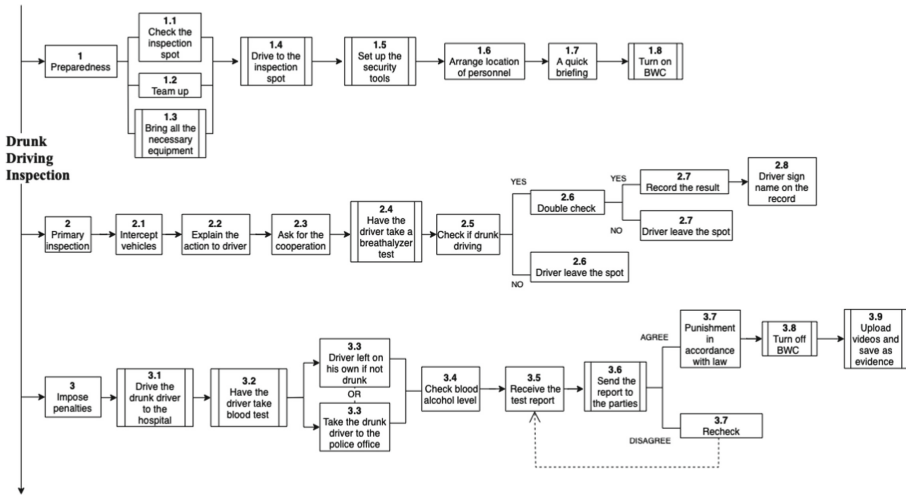 Drunk
Driving
Inspection
1
Preparedness
1.1
Check the
inspection
spot
1.2
Team up
1.3
Bring all the
necessary
equipment
1.4
Drive to the
inspection
spot
1.5
Set up the
security
tools
1.6
Arrange location
of personnel
1.7
A quick
briefing
1.8
Turn on
BWC
2
Primary
inspection
2.1
Intercept
vehicles
2.2
Explain the
action to driver
2.3
Ask for the
cooperation
2.4
Have the
driver take a
breathalyzer
test
2.5
Check if drunk
driving
YES
2.6
Double check
YES
2.7
Record the result
2.8
Driver sign
name on the
record
NO
2.7
Driver leave the spot
NO
2.6
Driver leave the spot
3
Impose
penalties
3.1
Drive the
drunk driver
to the
hospital
3.2
Have the
driver take
blood test
3.3
Driver left on
his own if not
drunk
OR
3.3
Take the drunk
driver to the
police office
3.4
Check blood
alcohol level
3.5
Receive the
test report
3.6
Send the
report to
the parties
AGREE
3.7
Punishment
in
accordance
with law
3.8
Turn off
BWC
3.9
Upload
videos and
save as
evidence
DISAGREE
3.7
Recheck